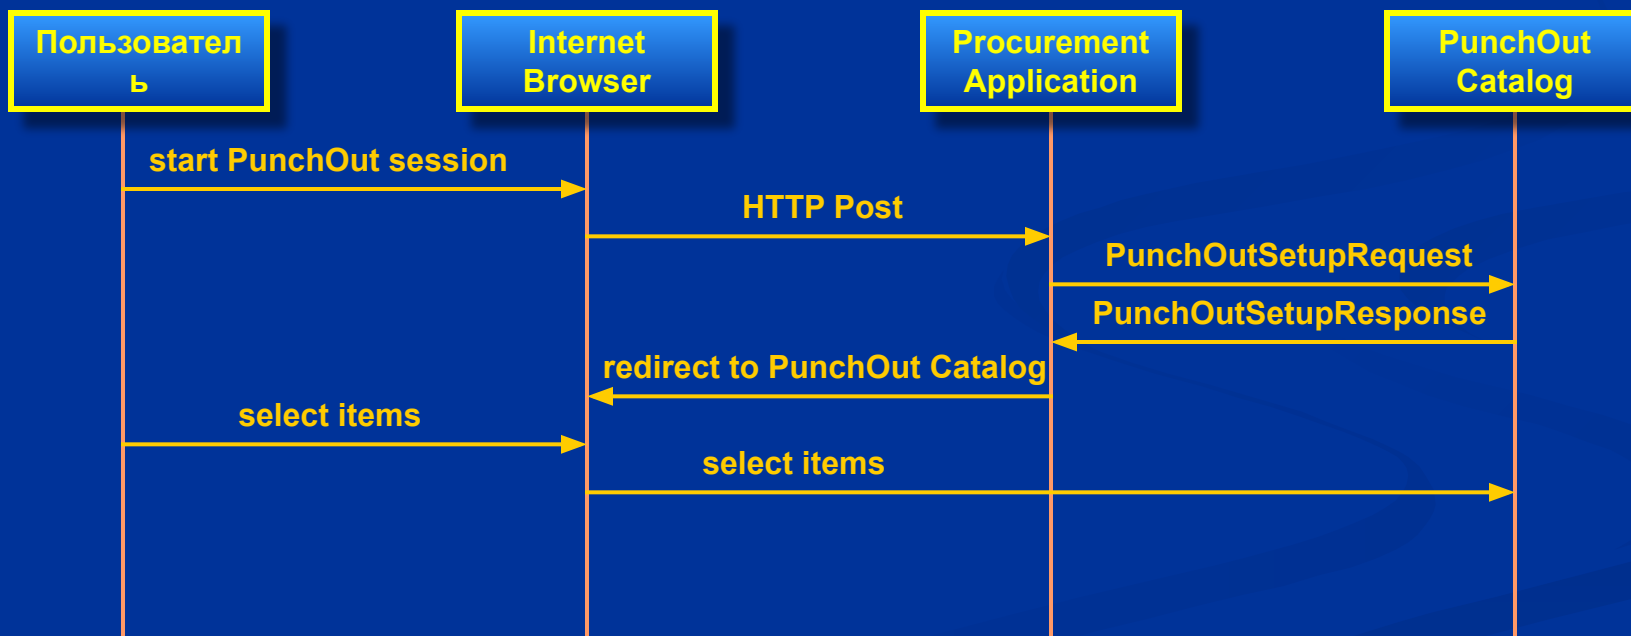 Пользовател
ь
Internet
Browser
Procurement
Application
PunchOut
Catalog
start PunchOut session
HTTP Post
PunchOutSetupRequest
PunchOutSetupResponse
redirect to PunchOut Catalog
select items
select items